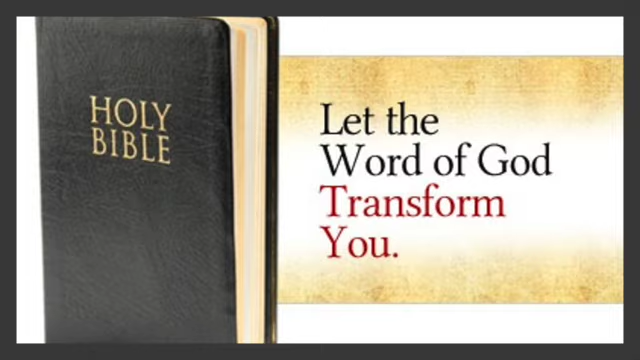 HOLY
BIBLE
Let the
Word of God
Transform
You.